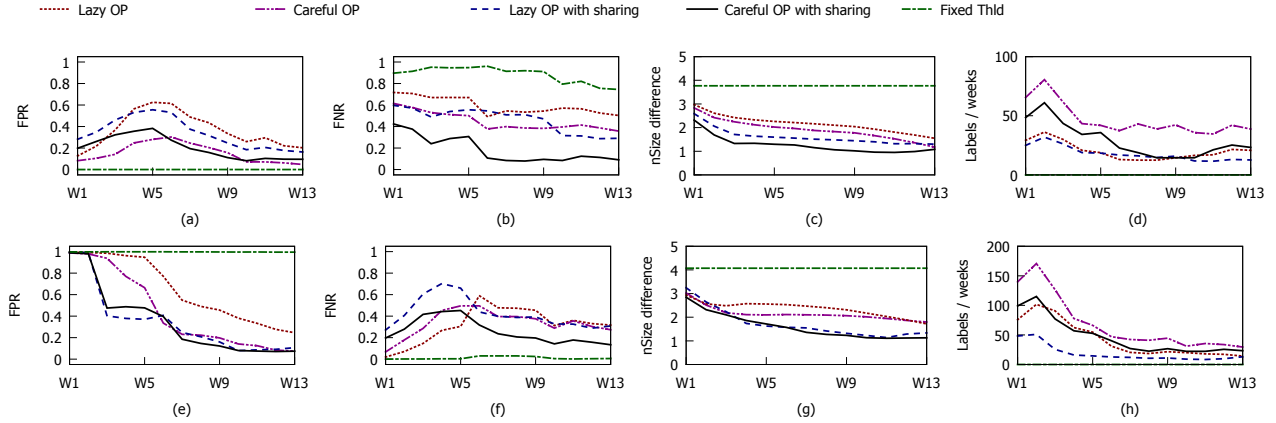 Lazy OP Careful OP Lazy OP with sharing Careful OP with sharing Fixed Thld
FPR
1
0.8
0.6
0.4
0.2
0
W1 W5 W9 W13
(a)
FNR
1
0.8
0.6
0.4
0.2
0
W1 W5 W9 W13
(b)
nSize difference
5
4
3
2
1
0
W1 W5 W9 W13
(c)
Labels / weeks
100
50
0
W1 W5 W9 W13
(d)
FPR
1
0.8
0.6
0.4
0.2
0
W1 W5 W9 W13
(e)
FNR
1
0.8
0.6
0.4
0.2
0
W1 W5 W9 W13
(f)
nSize difference
5
4
3
2
1
0
W1 W5 W9 W13
(g)
Labels / weeks
200
150
100
50
0
W1 W5 W9 W13
(h)